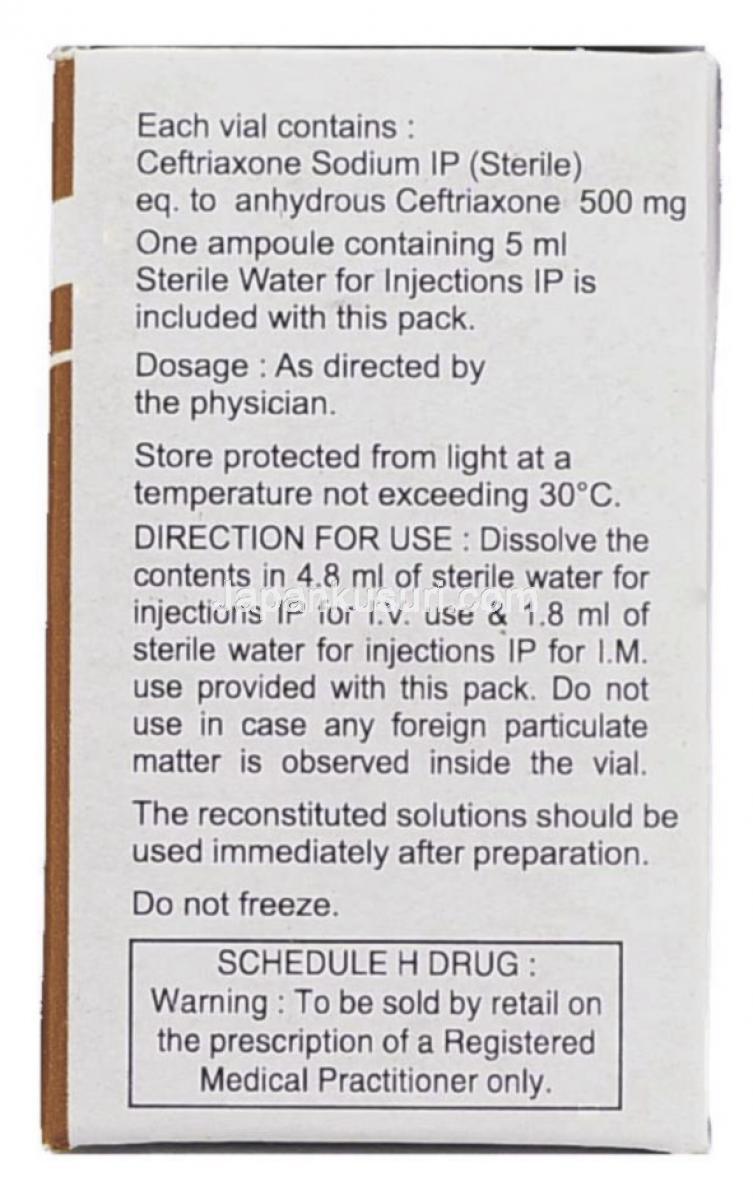 Each vial contains :
Ceftriaxone Sodium IP (Sterile)
eq. to anhydrous Ceftriaxone 500 mg
One ampoule containing 5 ml
Sterile Water for Injections IP is
included with this pack.
Dosage : As directed by
the physician.
Store protected from light at a
temperature not exceeding 30°C.
DIRECTION FOR USE : Dissolve the
contents in 4.8 ml of sterile water for
Japankusuri.com
injections IP for I.V. use & 1.8 ml of
sterile water for injections IP for I.M.
use provided with this pack. Do not
use in case any foreign particulate
matter is observed inside the vial.
The reconstituted solutions should be
used immediately after preparation.
Do not freeze.
SCHEDULE H DRUG :
Warning : To be sold by retail on
the prescription of a Registered
Medical Practitioner only.